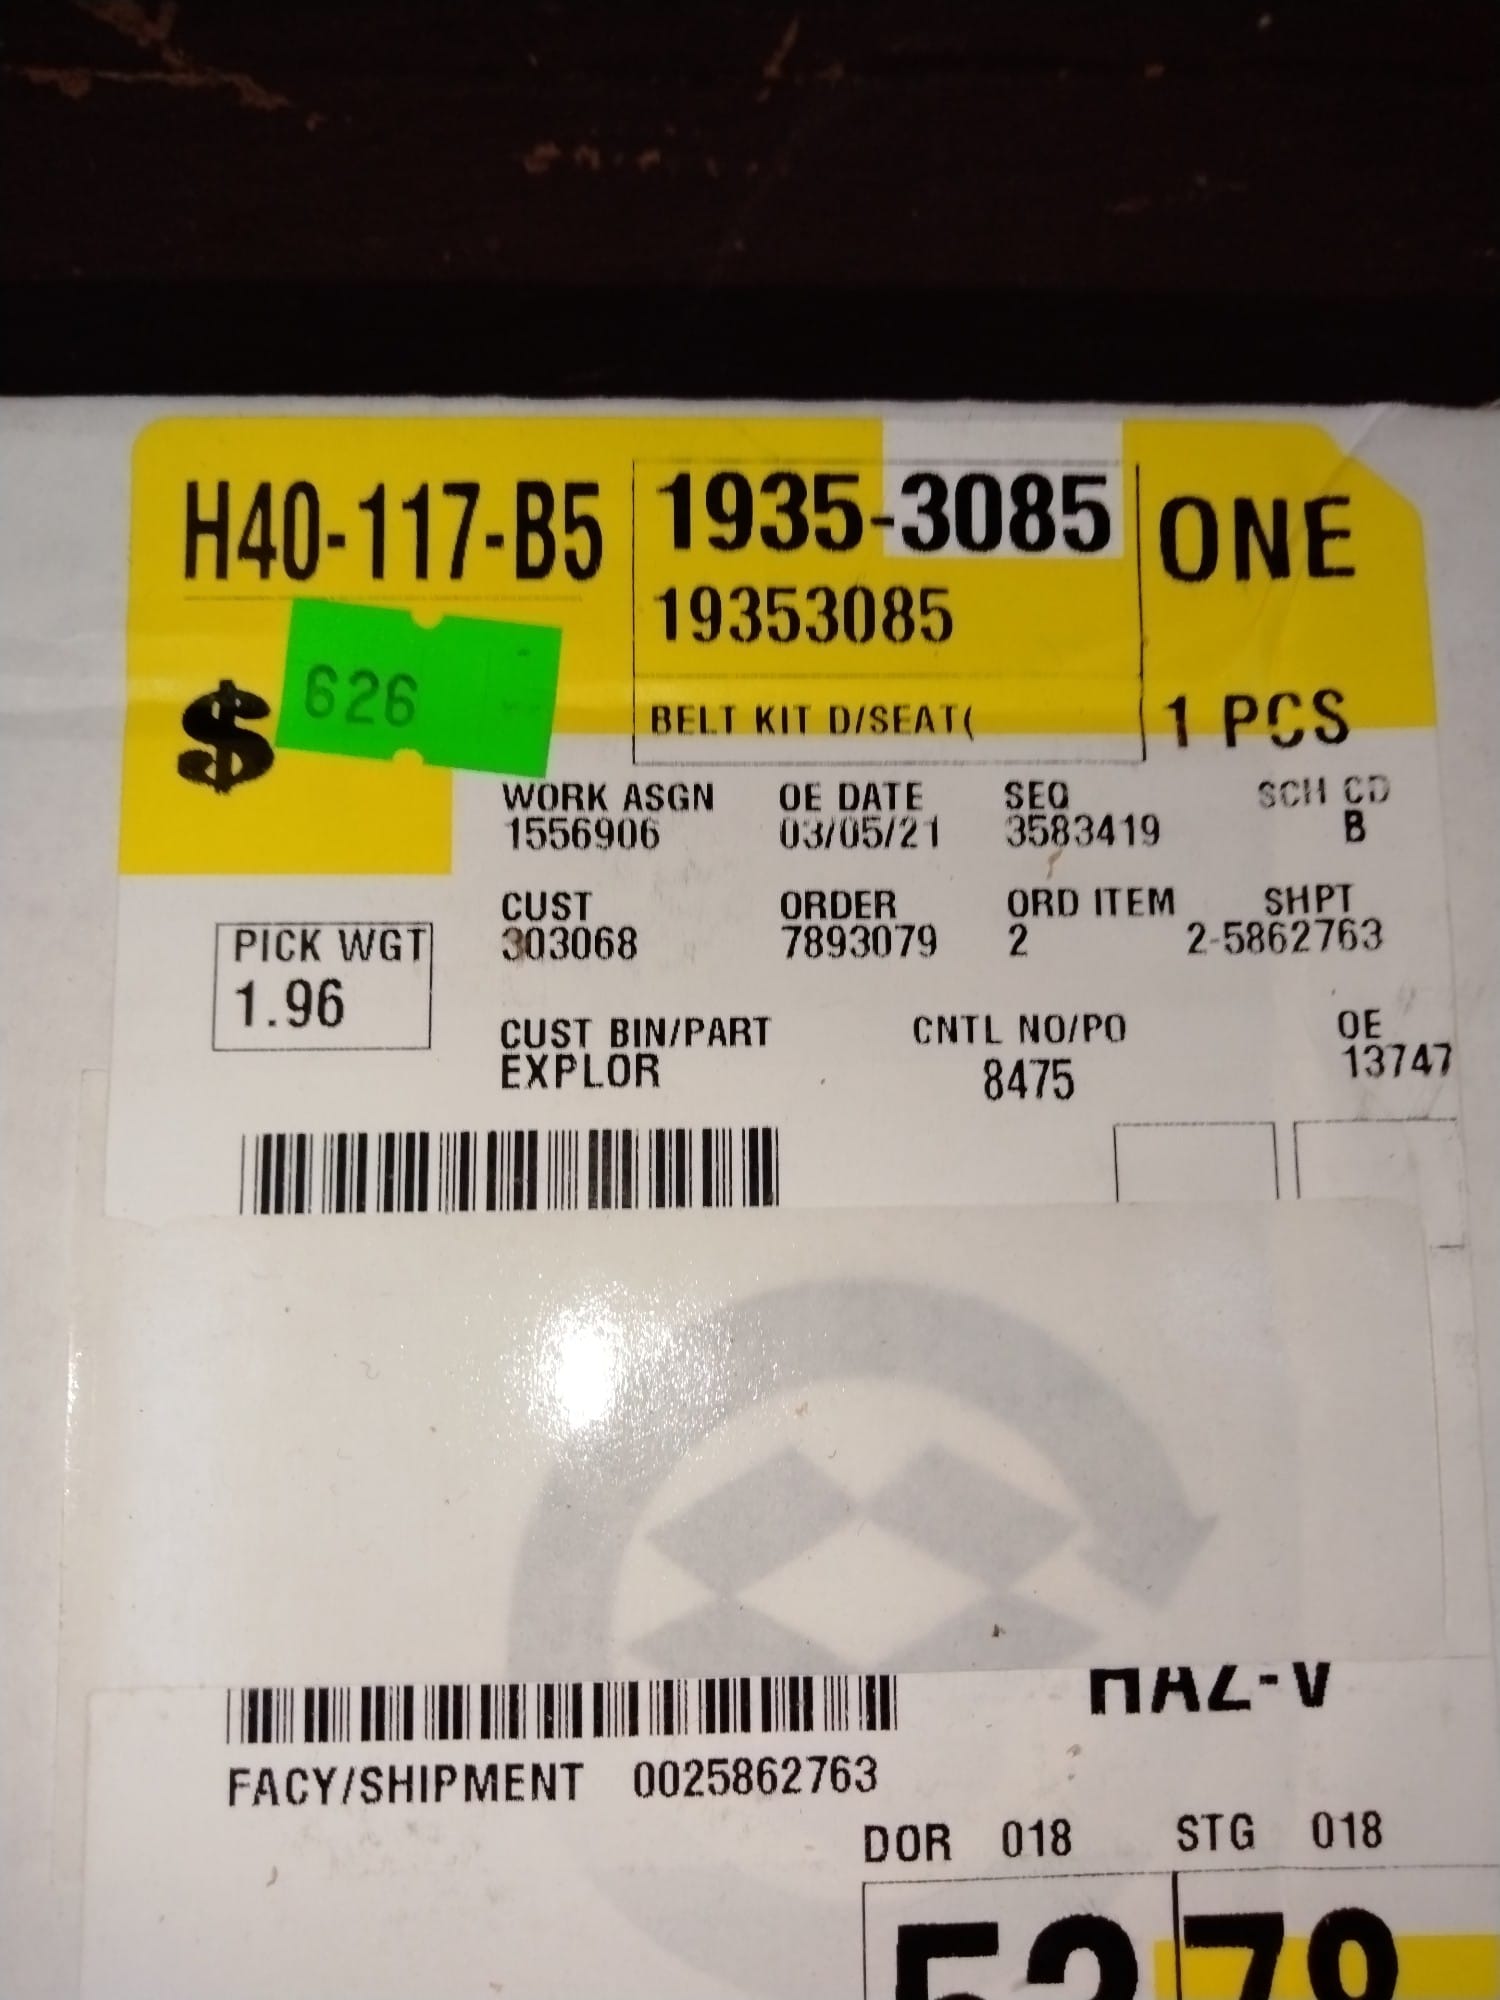 H40-117-B5 1935-3085 ONE
19353085
$ 626 BELT KIT D/SEAT( 1 PCS
WORK ASGN OE DATE SEQ SCH CD
1556906 03/05/21 3583419 B
CUST ORDER ORD ITEM SHPT
303068 7893079 2 2-5862763
PICK WGT
1.96
CUST BIN/PART CNTL NO/PO OE
EXPLOR 8475 13747
HAZ-V
FACY/SHIPMENT 0025862763
DOR 018 STG 018